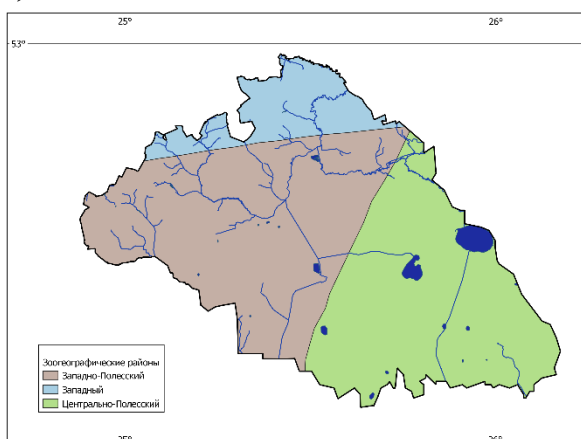 25° 26°
53°
Зоогеографические районы
Западно-Полесский
Западный
Центрально-Полесский